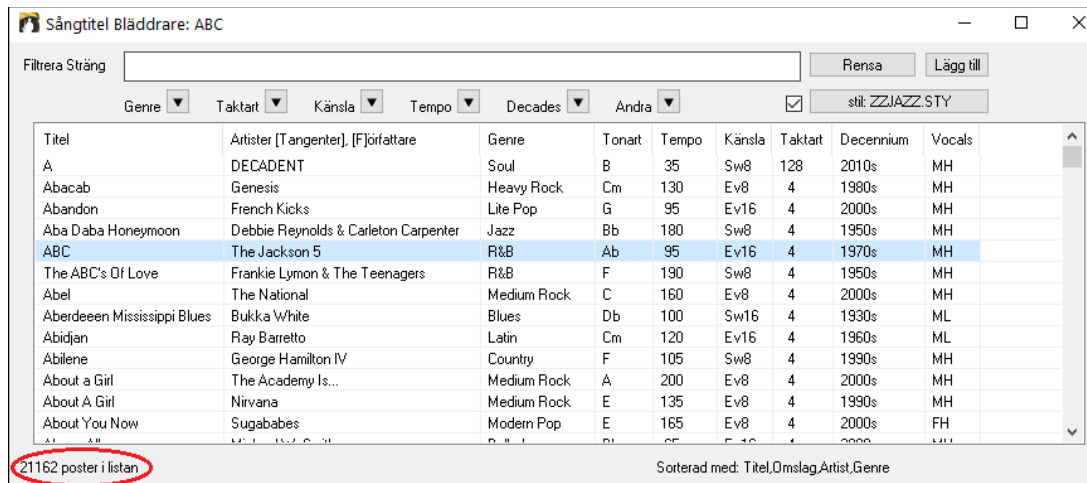 Sångtitel Bläddrare: ABC
Filtrera Sträng Rensa Lägg till
Genre Taktart Känsla Tempo Decades Andra stil: ZZJAZZ.STY
Titel Artister [Tangenter], [F]örfattare Genre Tonart Tempo Känsla Taktart Decennium Vocals
A DECADENT Soul B 35 Sw8 128 2010s MH
Abacab Genesis Heavy Rock Cm 130 Ev8 4 1980s MH
Abandon French Kicks Lite Pop G 95 Ev16 4 2000s MH
Aba Daba Honeymoon Debbie Reynolds & Carleton Carpenter Jazz Bb 180 Sw8 4 1950s MH
ABC The Jackson 5 R&B Ab 95 Ev16 4 1970s MH
The ABC's Of Love Frankie Lymon & The Teenagers R&B F 190 Sw8 4 1950s MH
Abel The National Medium Rock C 160 Ev8 4 2000s MH
Aberdeeen Mississippi Blues Bukka White Blues Db 100 Sw16 4 1930s ML
Abidjan Ray Barretto Latin Cm 120 Ev16 4 1960s ML
Abilene George Hamilton IV Country F 105 Sw8 4 1990s MH
About a Girl The Academy Is... Medium Rock A 200 Ev8 4 2000s MH
About A Girl Nirvana Medium Rock E 135 Ev8 4 1990s MH
About You Now Sugababes Modern Pop E 165 Ev8 4 2000s FH
21162 poster i listan Sorterad med: Titel,Omslag,Artist,Genre